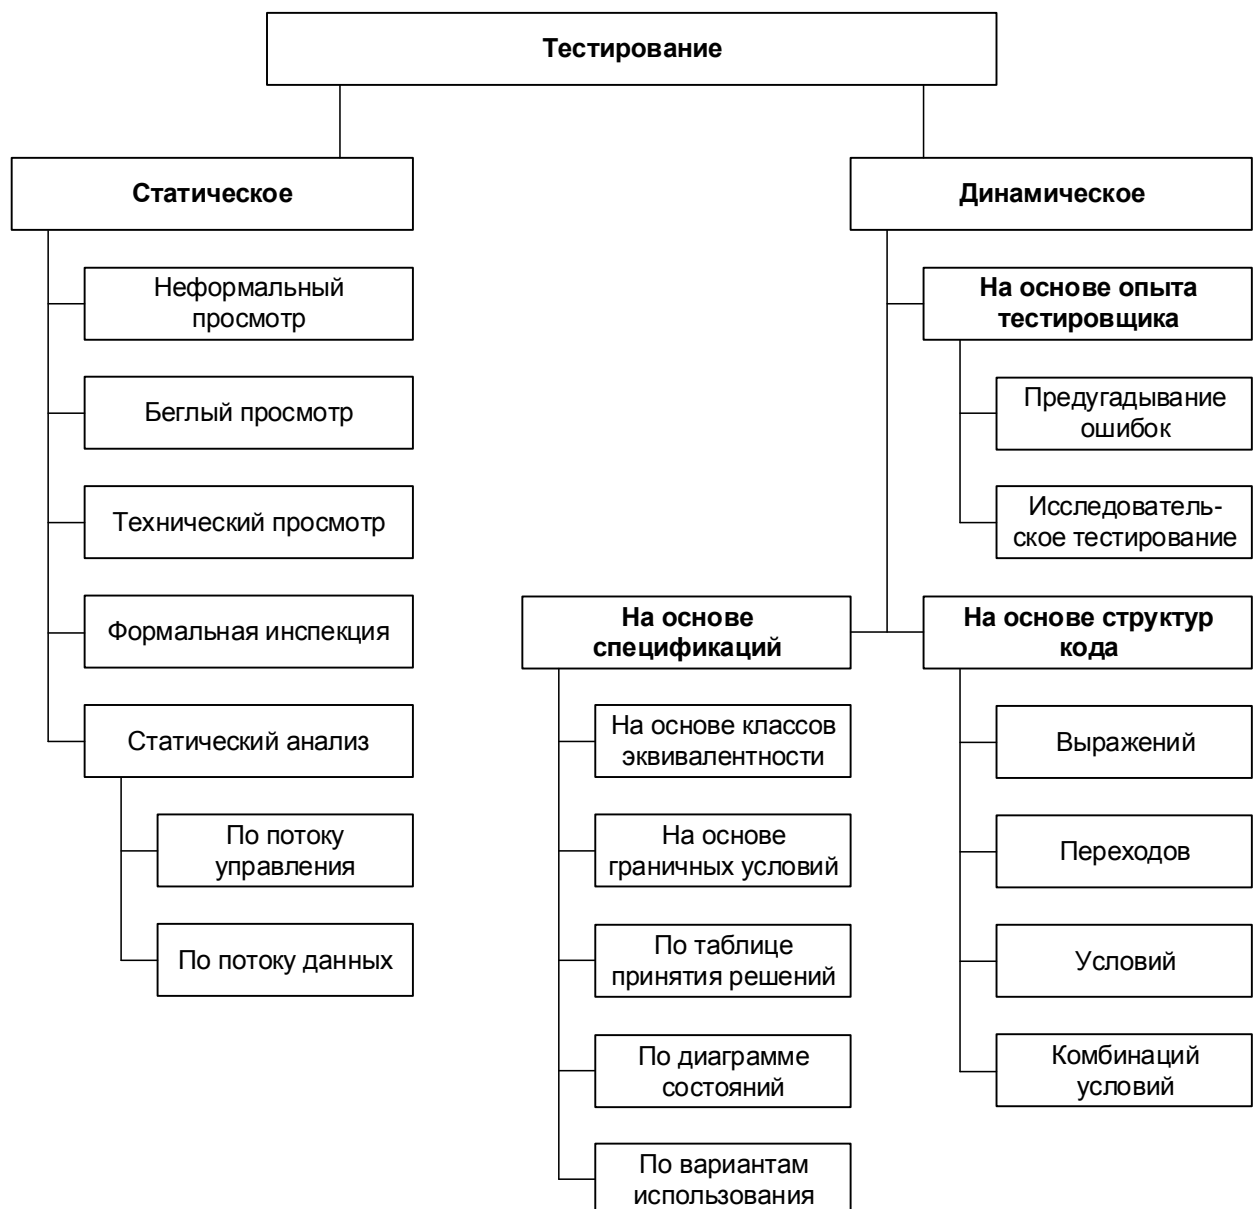 Тестирование
Статическое
Неформальный
просмотр
Беглый просмотр
Технический просмотр
Формальная инспекция
Статический анализ
По потоку
управления
По потоку данных
Динамическое
На основе опыта
тестировщика
Предугадывание
ошибок
Исследователь-
ское тестирование
На основе
спецификаций
На основе классов
эквивалентности
На основе
граничных условий
По таблице
принятия решений
По диаграмме
состояний
По вариантам
использования
На основе структур
кода
Выражений
Переходов
Условий
Комбинаций
условий